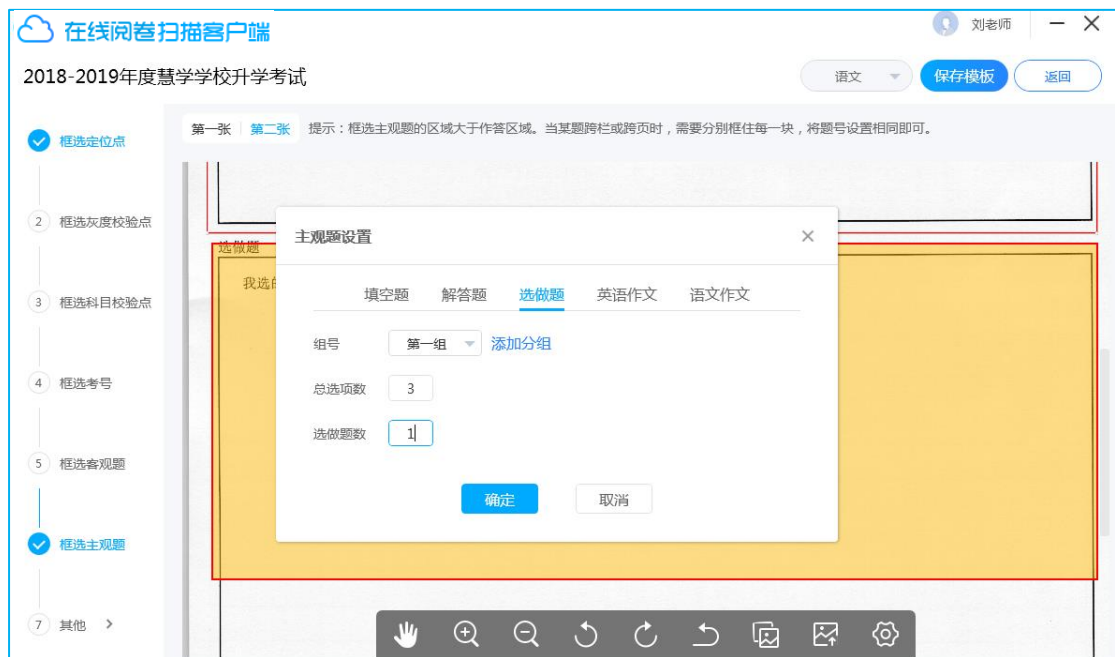 在线阅卷扫描客户端
刘老师
2018-2019年度慧学学校升学考试
语文
保存模板
返回
第一张 第二张 提示：框选主观题的区域大于作答区域。当某题跨栏或跨页时，需要分别框住每一块，将题号设置相同即可。
框选定位点
2 框选灰度校验点
3 框选科目校验点
4 框选考号
5 框选客观题
框选主观题
7 其他 >
选做题
我选的
主观题设置
填空题 解答题 选做题 英语作文 语文作文
组号 第一组 添加分组
总选项数 3
选做题数 1
确定 取消